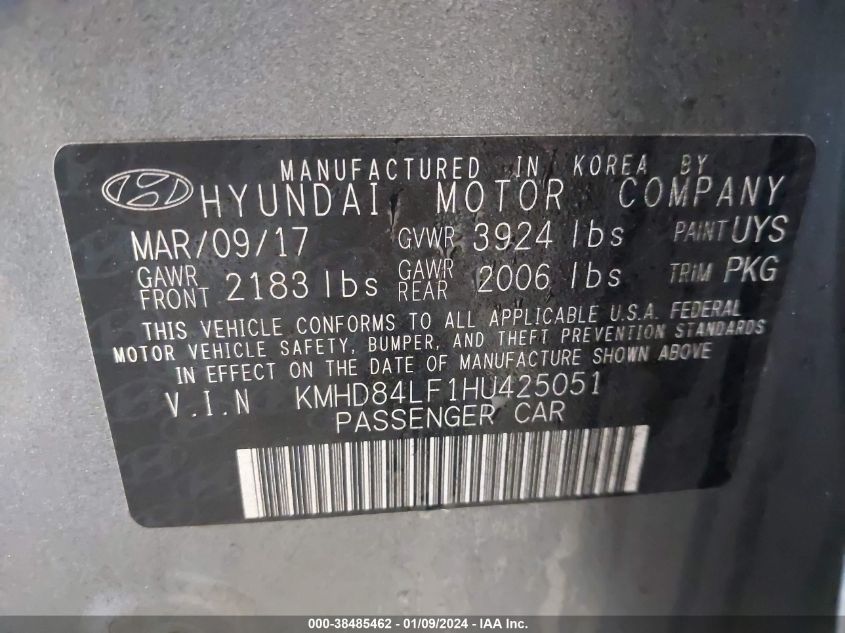 MANUFACTURED IN KOREA BY
HYUNDAI MOTOR COMPANY
MAR/09/17 GVWR 3924 lbs PAINT UYS
GAWR FRONT 2183 lbs GAWR REAR 2006 lbs TRIM PKG
THIS VEHICLE CONFORMS TO ALL APPLICABLE U.S.A. FEDERAL
MOTOR VEHICLE SAFETY, BUMPER, AND THEFT PREVENTION STANDARDS
IN EFFECT ON THE DATE OF MANUFACTURE SHOWN ABOVE
V.I.N KMHD84LF1HU425051
PASSENGER CAR
000-38485462 - 01/09/2024 - IAA Inc.